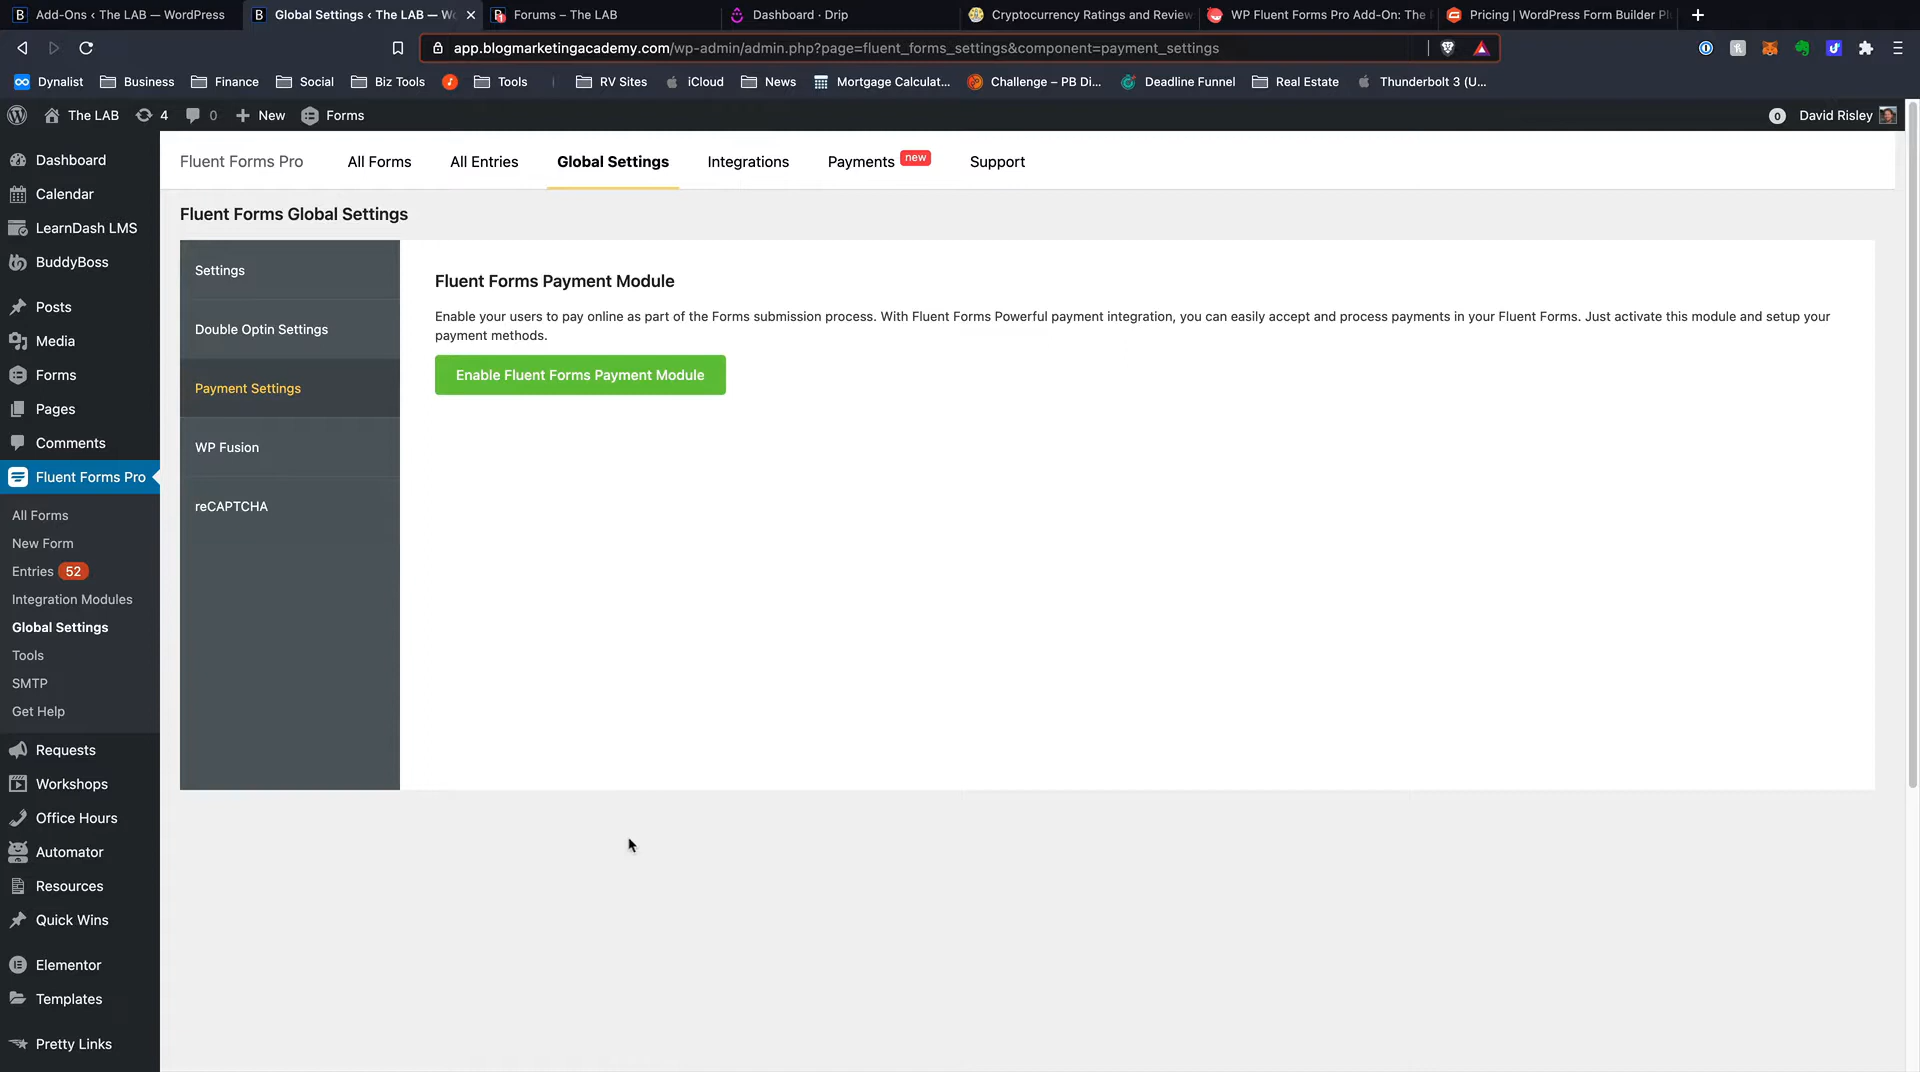 Add-Ons ‹ The LAB — WordPress
Global Settings ‹ The LAB — Wo
Forums – The LAB
Dashboard · Drip
Cryptocurrency Ratings and Review
WP Fluent Forms Pro Add-On: The
Pricing | WordPress Form Builder Pl
app.blogmarketingacademy.com/wp-admin/admin.php?page=fluent_forms_settings&component=payment_settings
Dynalist
Business
Finance
Social
Biz Tools
Tools
RV Sites
iCloud
News
Mortgage Calculat...
Challenge – PB Di...
Deadline Funnel
Real Estate
Thunderbolt 3 (U...
The LAB
4
0
New
Forms
0
David Risley
Dashboard
Calendar
LearnDash LMS
BuddyBoss
Posts
Media
Forms
Pages
Comments
Fluent Forms Pro
All Forms
New Form
Entries 52
Integration Modules
Global Settings
Tools
SMTP
Get Help
Requests
Workshops
Office Hours
Automator
Resources
Quick Wins
Elementor
Templates
Pretty Links
Fluent Forms Pro
All Forms
All Entries
Global Settings
Integrations
Payments new
Support
Fluent Forms Global Settings
Settings
Double Optin Settings
Payment Settings
WP Fusion
reCAPTCHA
Fluent Forms Payment Module
Enable your users to pay online as part of the Forms submission process. With Fluent Forms Powerful payment integration, you can easily accept and process payments in your Fluent Forms. Just activate this module and setup your
payment methods.
Enable Fluent Forms Payment Module